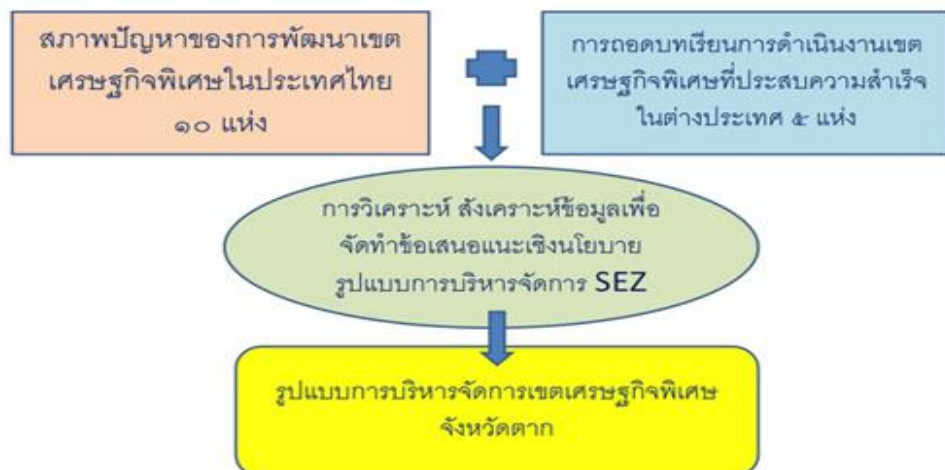 สภาพปัญหาของการพัฒนาเขต
เศรษฐกิจพิเศษในประเทศไทย
๑๐ แห่ง
การถอดบทเรียนการดำเนินงานเขต
เศรษฐกิจพิเศษที่ประสบความสำเร็จ
ในต่างประเทศ ๕ แห่ง
การวิเคราะห์ สังเคราะห์ข้อมูลเพื่อ
จัดทำข้อเสนอแนะเชิงนโยบาย
รูปแบบการบริหารจัดการ SEZ
รูปแบบการบริหารจัดการเขตเศรษฐกิจพิเศษ
จังหวัดตาก